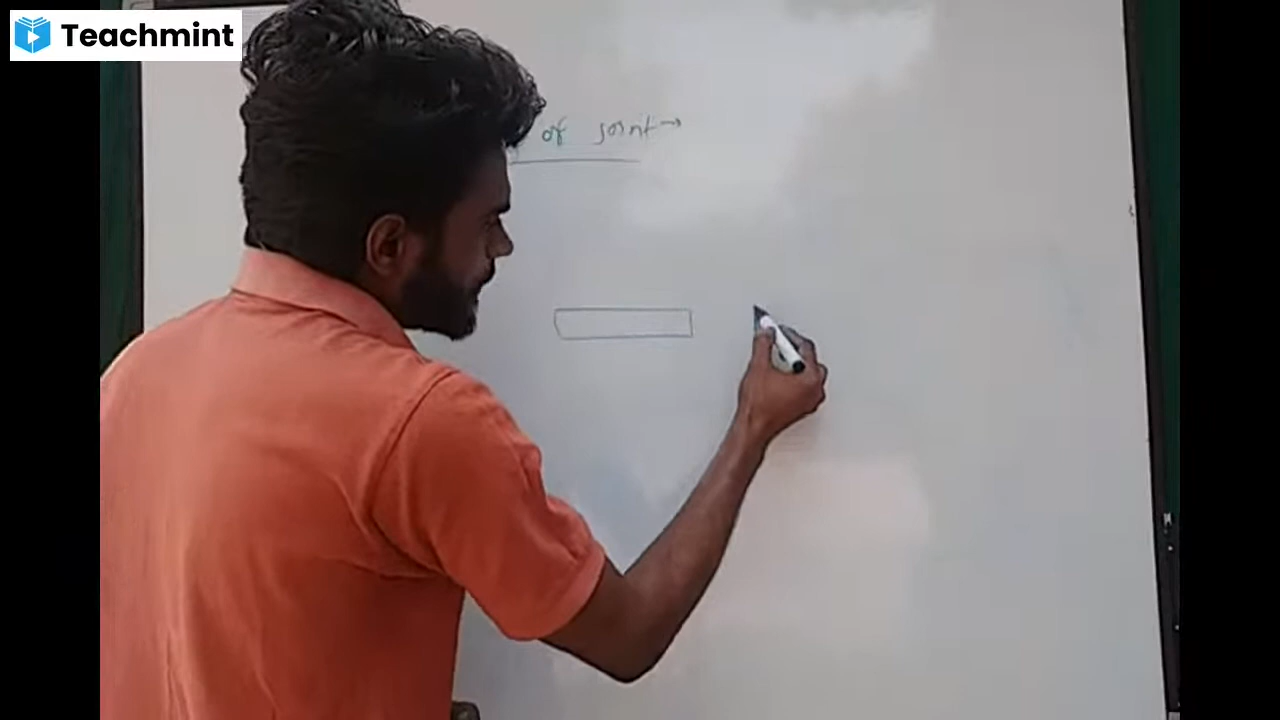 Teachmint
of Joint →